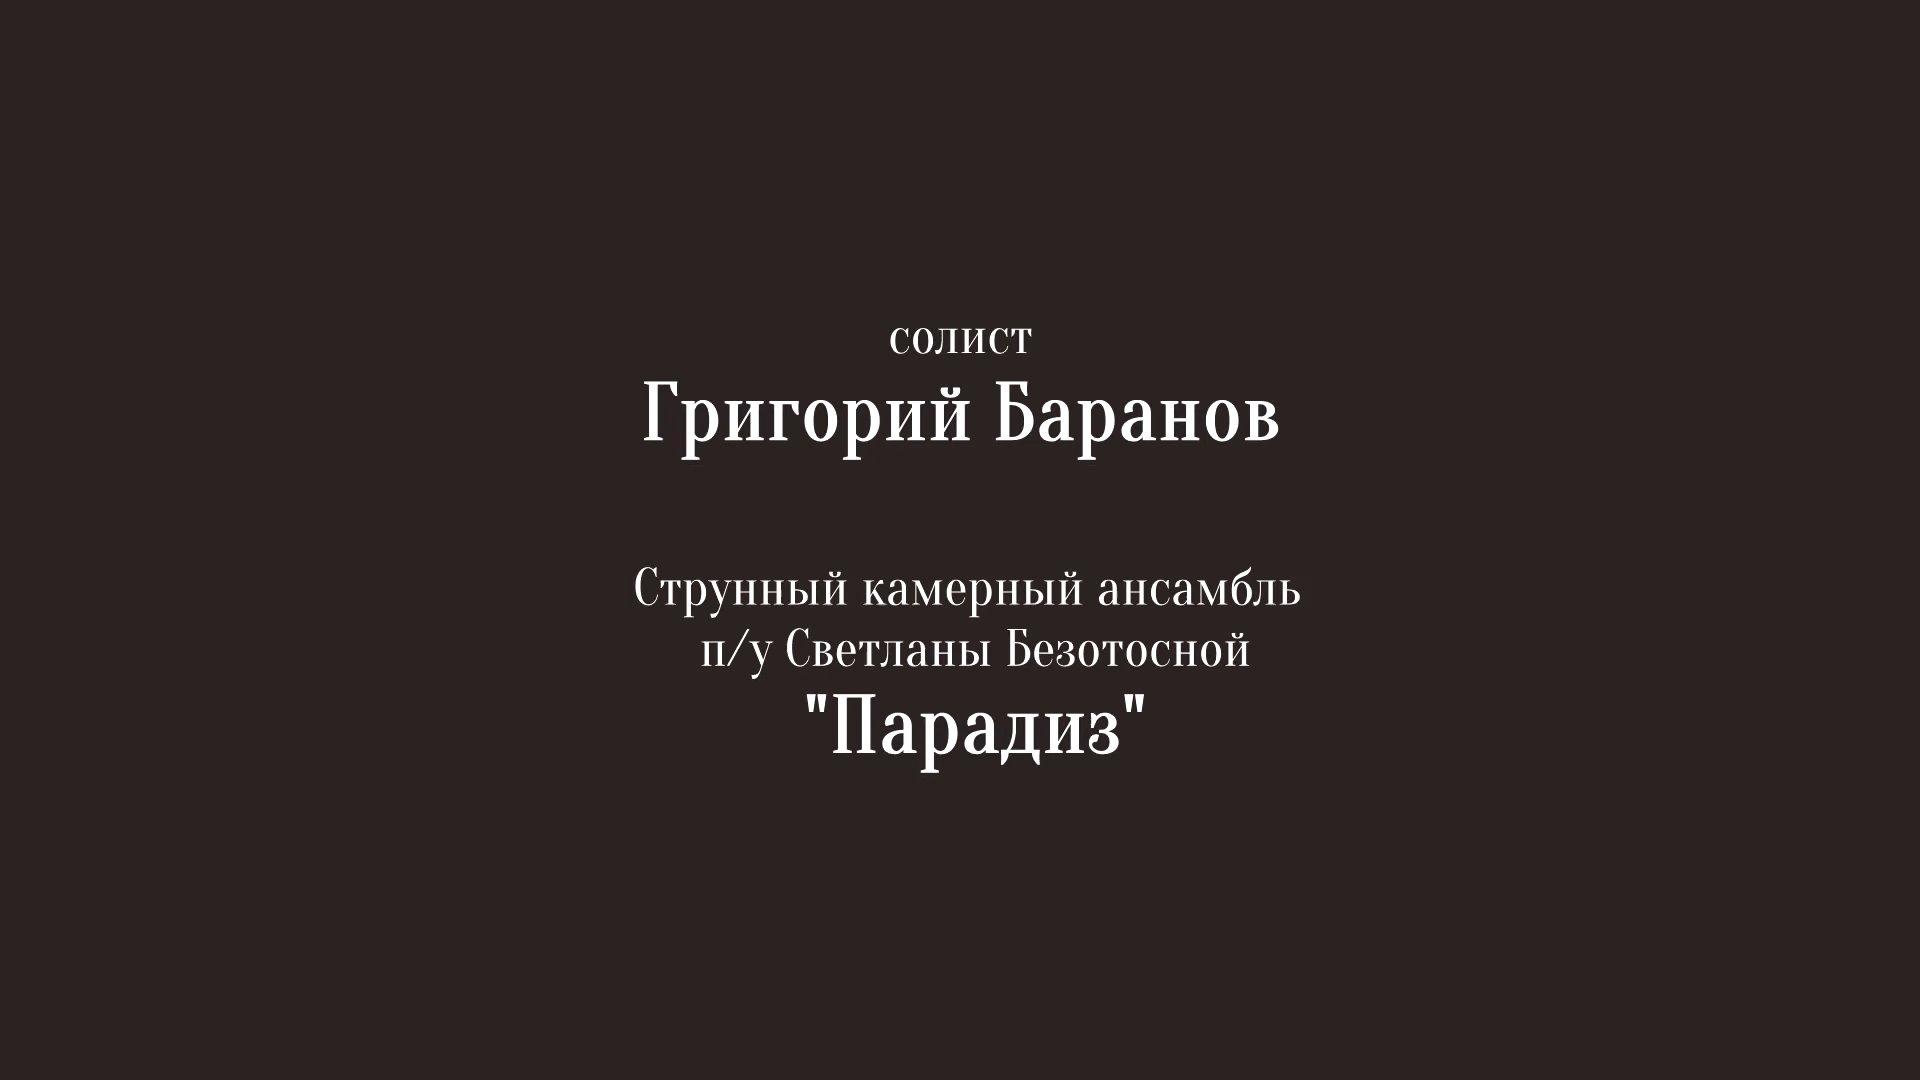 солист
Григорий Баранов
Струнный камерный ансамбль
п/у Светланы Безотосной
"Парадиз"